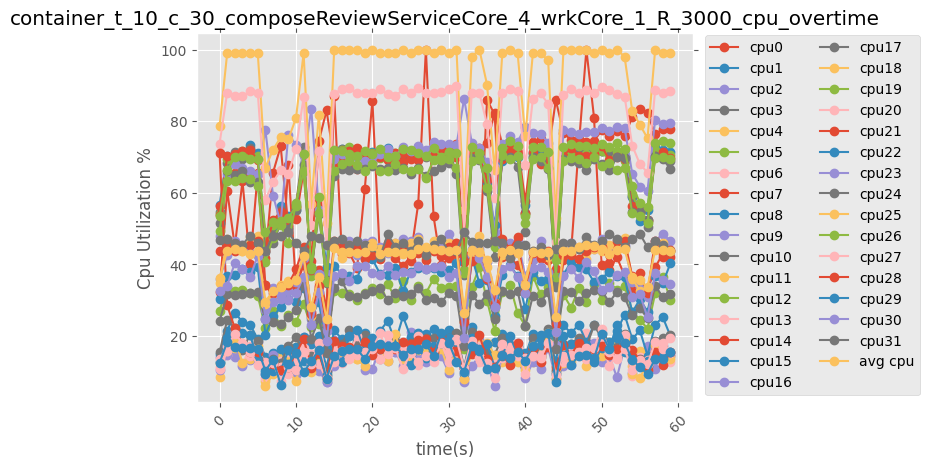 container_t_10_c_30_composeReviewServiceCore_4_wrkCore_1_R_3000_cpu_overtime
Cpu Utilization %
100
80
60
40
20
0
10
20
30
40
50
60
time(s)
cpu0
cpu1
cpu2
cpu3
cpu4
cpu5
cpu6
cpu7
cpu8
cpu9
cpu10
cpu11
cpu12
cpu13
cpu14
cpu15
cpu16
cpu17
cpu18
cpu19
cpu20
cpu21
cpu22
cpu23
cpu24
cpu25
cpu26
cpu27
cpu28
cpu29
cpu30
cpu31
avg cpu